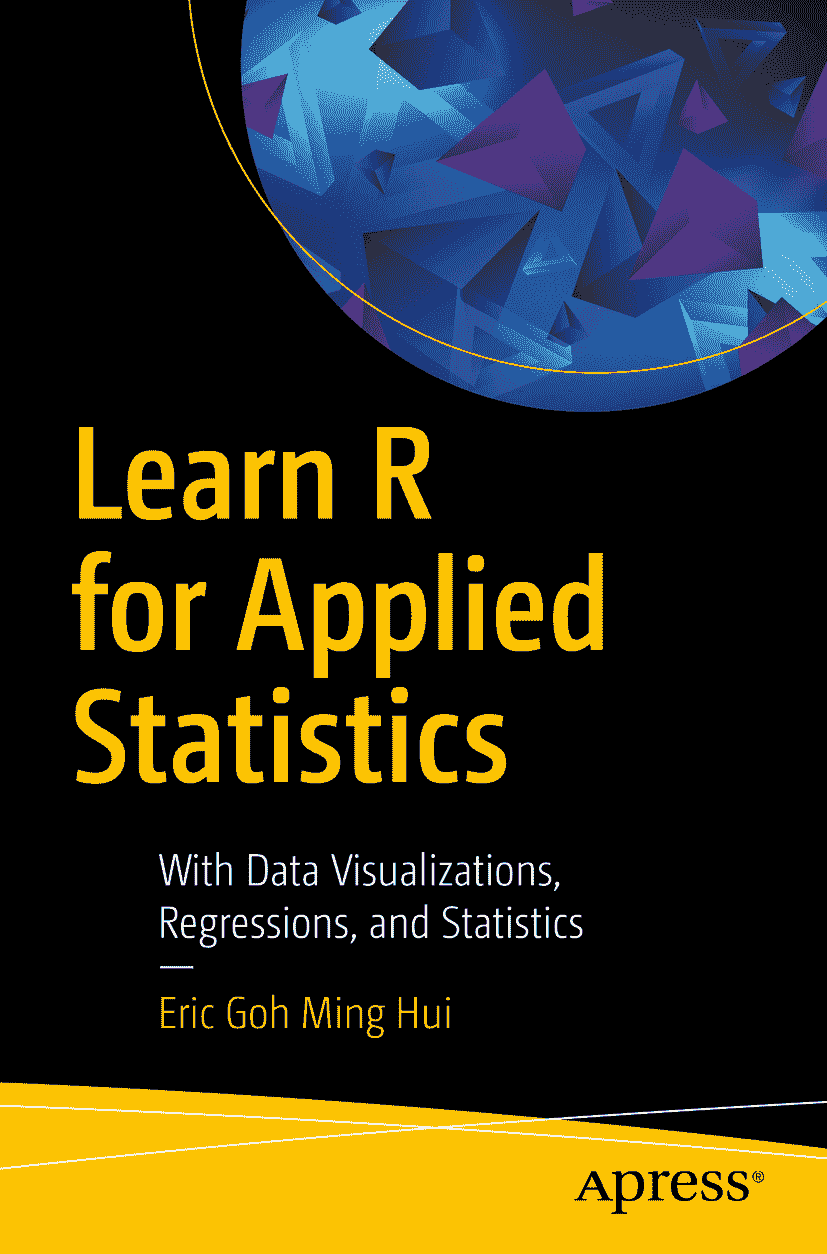 Learn R
for Applied
Statistics
With Data Visualizations,
Regressions, and Statistics
Eric Goh Ming Hui
Apress®